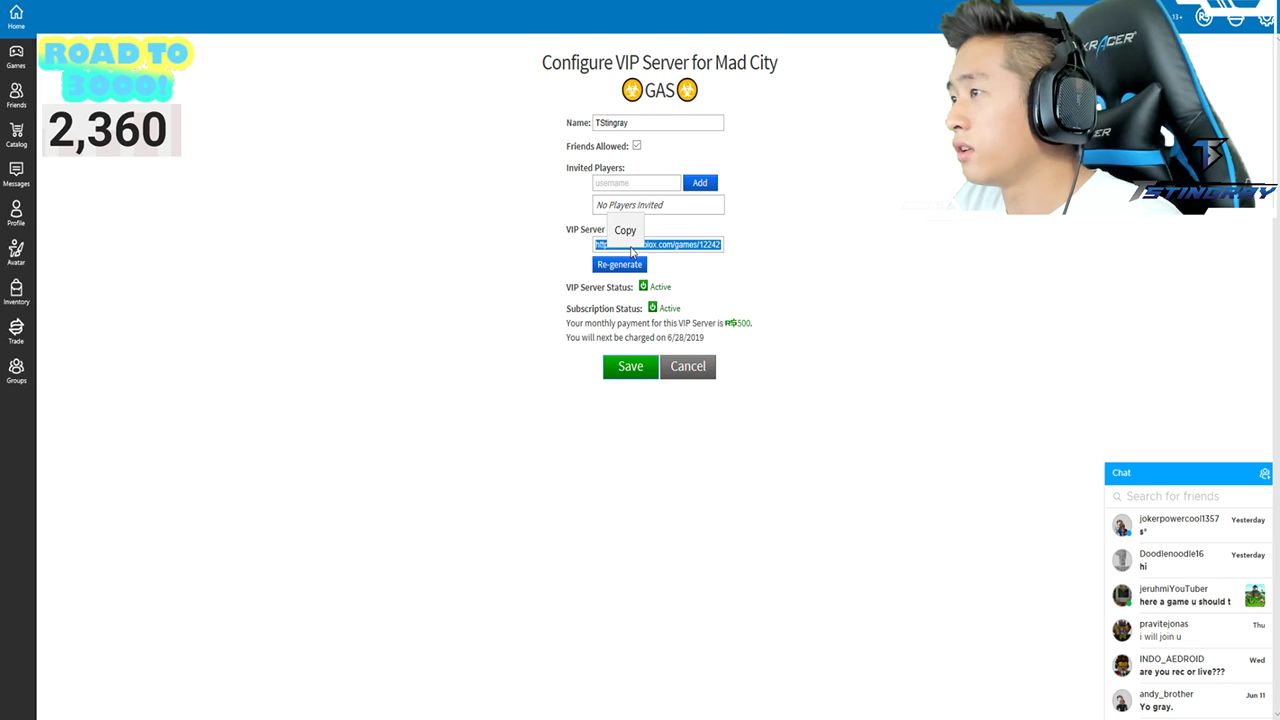 Home
Games
Friends
Catalog
Messages
Profile
Avatar
Inventory
Trade
Groups
ROAD TO
3000!
2,360
Configure VIP Server for Mad City
GAS
Name: TStingray
Friends Allowed:
Invited Players:
username Add
No Players Invited
Copy
VIP Server
blox.com/games/12242
Re-generate
VIP Server Status: Active
Subscription Status: Active
Your monthly payment for this VIP Server is R$500.
You will next be charged on 6/28/2019
Save Cancel
13+
TSTINGRAY
Chat
Search for friends
jokerpowercool1357 Yesterday
s*
Doodlenoodle16 Yesterday
hi
jeruhmiYouTuber
here a game u should t
pravitejonas Thu
i will join u
INDO_AEDROID Wed
are you rec or live???
andy_brother Jun 11
Yo gray.